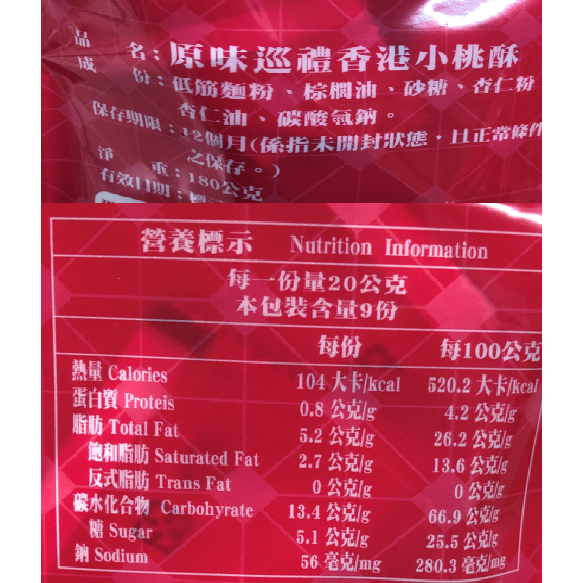 品 名：原味巡禮香港小桃酥
成 份：低筋麵粉、棕櫚油、砂糖、杏仁粉
杏仁油、碳酸氫鈉。
保存期限：12個月(係指未開封狀態，且正常條件
之保存。)
淨 重：180公克
有效日期：
營養標示 Nutrition Information
每一份量20公克
本包裝含量9份
每份 每100公克
熱量 Calories 104 大卡/kcal 520.2 大卡/kcal
蛋白質 Proteis 0.8 公克/g 4.2 公克/g
脂肪 Total Fat 5.2 公克/g 26.2 公克/g
飽和脂肪 Saturated Fat 2.7 公克/g 13.6 公克/g
反式脂肪 Trans Fat 0 公克/g 0 公克/g
碳水化合物 Carbohyrate 13.4 公克/g 66.9 公克/g
糖 Sugar 5.1 公克/g 25.5 公克/g
鈉 Sodium 56 毫克/mg 280.3 毫克/mg